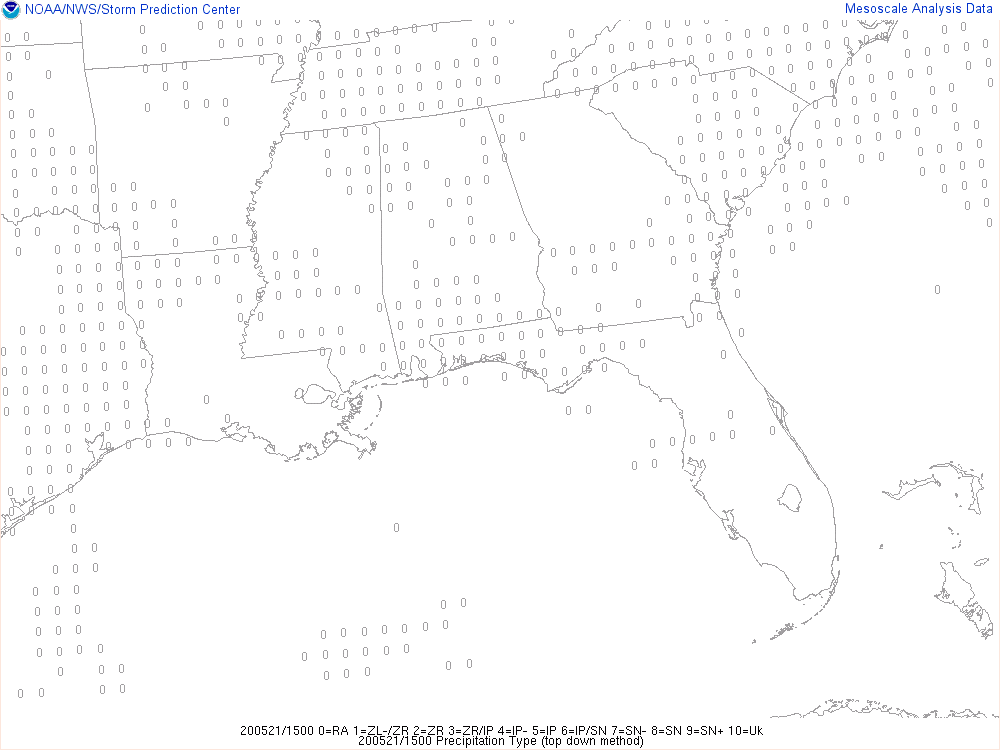 NOAA/NWS/Storm Prediction Center
Mesoscale Analysis Data
200521/1500 0=RA 1=ZL-/ZR 2=ZR 3=ZR/IP 4=IP- 5=IP 6=IP/SN 7=SN- 8=SN 9=SN+ 10=Uk
200521/1500 Precipitation Type (top down method)